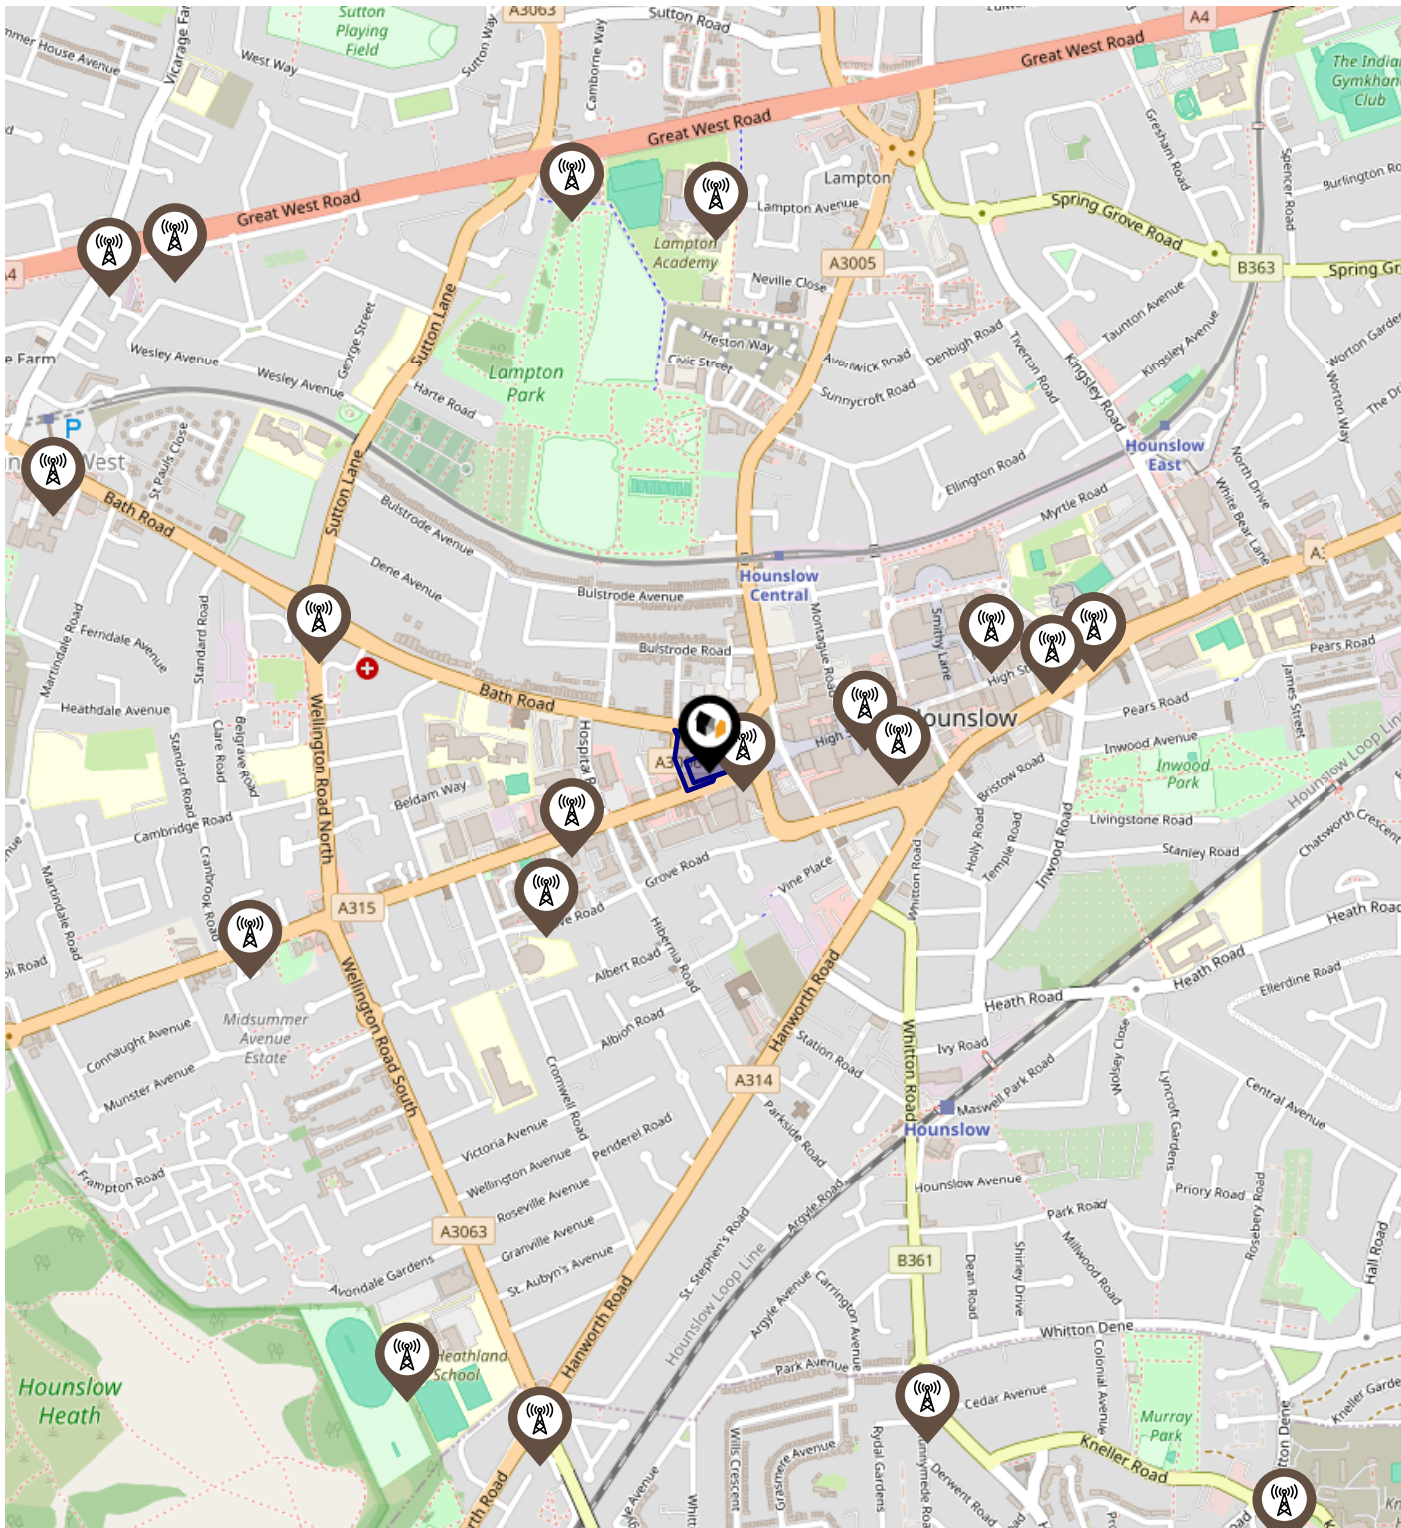 A3063
Sutton Road
A4
Sutton
Playing
Field
Sutton Way
Camborne Way
Great West Road
The Indian
Gymkhana
Club
West Way
Great West Road
Gresham Road
Spencer Road
Burlington Road
Lampton
Lampton Avenue
Spring Grove Road
Great West Road
Lampton
Academy
A3005
B363
Spring Gr
Neville Close
Sutton Lane
George Street
Wesley Avenue
Wesley Avenue
Heston Way
Civic Street
Denbigh Road
Tiverton Road
Taunton Avenue
Kingsley Avenue
Worton Garde
Worton Way
Kingsley Road
Sunnycroft Road
Lampton
Park
Harte Road
P
West
St Pauls Close
Bath Road
Sutton Lane
Bulstrode Avenue
Ellington Road
Hounslow
East
North Drive
White Bear Lane
Myrtle Road
Dene Avenue
Bulstrode Avenue
Hounslow
Central
Montague Road
Smithy Lane
Martindale Road
Ferndale Avenue
Standard Road
Bulstrode Road
High St
Pears Road
James Street
Heathdale Avenue
Standard Road
Clare Road
Belgrave Road
Wellington Road North
Bath Road
Pears Road
Inwood Avenue
Inwood
Park
Hounslow Loop Line
Bristow Road
Beldam Way
Cambridge Road
Livingstone Road
Chatsworth Crescent
Holly Road
Temple Road
Inwood Road
Stanley Road
Cranbrook Road
Martindale Road
Grove Road
Vine Place
Whitton Road
A315
Heath Road
Albert Road
Hibernia Road
Heath Road
Ellerdine Road
Wellington Road South
Midsummer
Avenue
Estate
Connaught Avenue
Munster Avenue
Albion Road
Hanworth Road
Heath Road
Station Road
Whitton Road
Ivy Road
Maswell Park Road
Wolsey Close
Central Avenue
Lyncroft Gardens
A314
Hounslow
Cromwell Road
Victoria Avenue
Penderel Road
Parkside Road
Frampton Road
Wellington Avenue
Roseville Avenue
Hounslow Avenue
Priory Road
Rosebery Road
Park Road
Argyle Road
A3063
Granville Avenue
St. Aubyn's Avenue
St. Stephen's Road
Hounslow Loop Line
B361
Dean Road
Shirley Drive
Millwood Road
Hall Road
Avondale Gardens
Argyle Avenue
Carrington Avenue
Hanworth Road
Whitton Dene
Heathland
School
Park Avenue
Colonial Avenue
Cedar Avenue
Hounslow
Heath
Murray
Park
Kneller Garde
Kneller Road
Wills Crescent
Rydal Gardens
Derwent Road